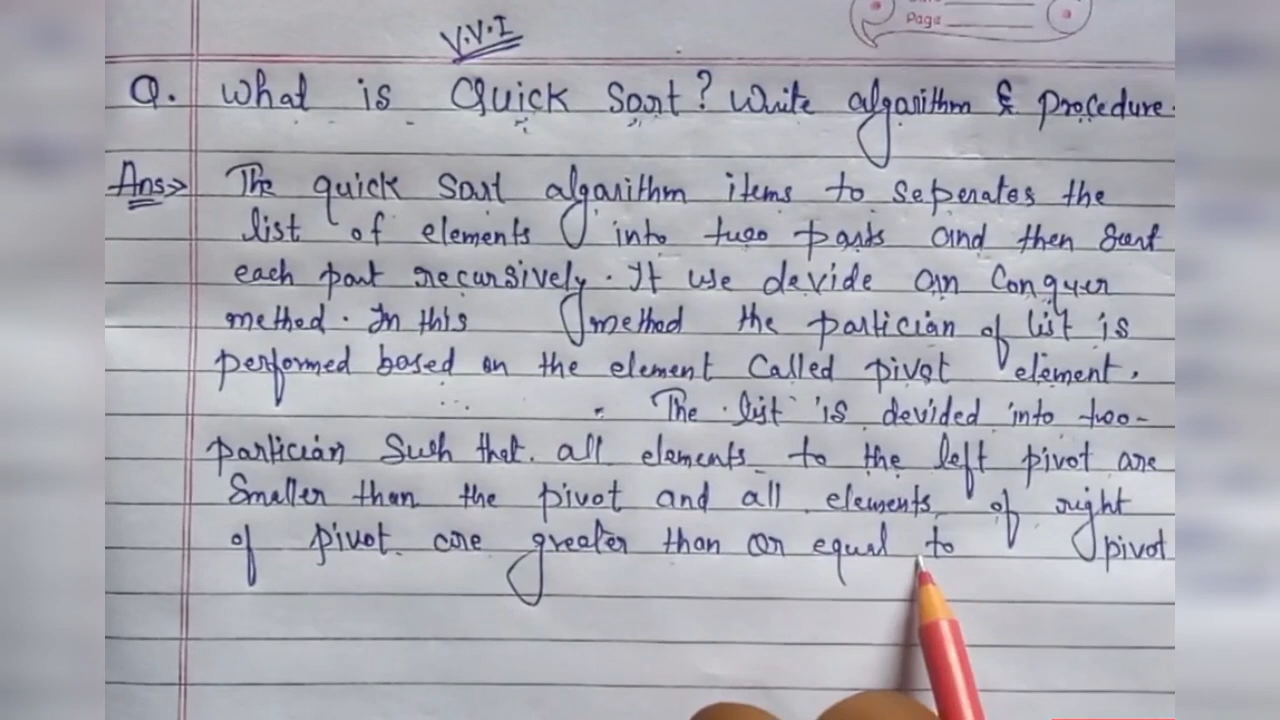 Page
V.V.I
Q. What is Quick Sort? Write algorithm & procedure.
Ans> The quick Sort algorithm items to seperates the
list of elements into two parts and then Sort
each part recursively. It use devide an Conquer
method. In this method the partician of list is
performed based on the element Called pivot element.
The list is devided into two-
partician Such that. all elements to the left pivot are
Smaller than the pivot and all elements of right
of pivot are greater than or equal to pivot